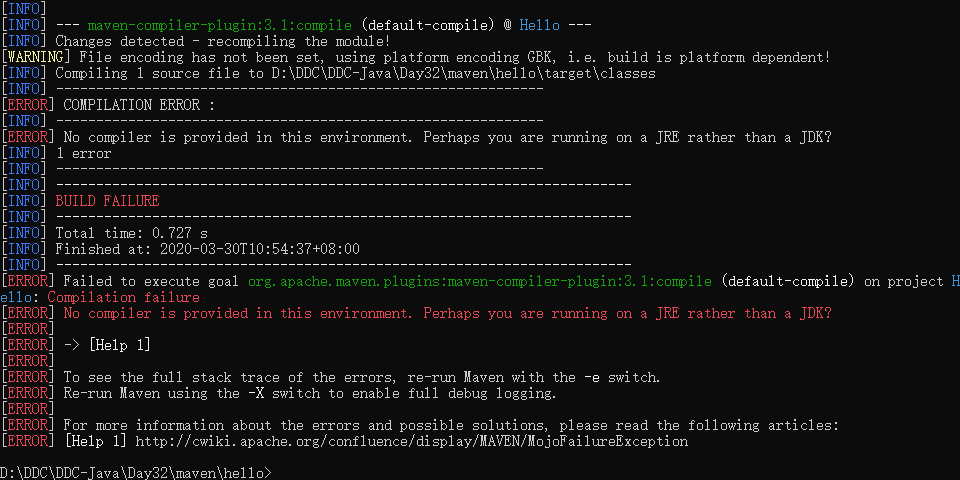 [INFO]
[INFO] --- maven-compiler-plugin:3.1:compile (default-compile) @ Hello ---
[INFO] Changes detected - recompiling the module!
[WARNING] File encoding has not been set, using platform encoding GBK, i.e. build is platform dependent!
[INFO] Compiling 1 source file to D:\DDC\DDC-Java\Day32\maven\hello\target\classes
[INFO] -------------------------------------------------------------
[ERROR] COMPILATION ERROR :
[INFO] -------------------------------------------------------------
[ERROR] No compiler is provided in this environment. Perhaps you are running on a JRE rather than a JDK?
[INFO] 1 error
[INFO] -------------------------------------------------------------
[INFO] ------------------------------------------------------------------------
[INFO] BUILD FAILURE
[INFO] ------------------------------------------------------------------------
[INFO] Total time: 0.727 s
[INFO] Finished at: 2020-03-30T10:54:37+08:00
[INFO] ------------------------------------------------------------------------
[ERROR] Failed to execute goal org.apache.maven.plugins:maven-compiler-plugin:3.1:compile (default-compile) on project H
ello: Compilation failure
[ERROR] No compiler is provided in this environment. Perhaps you are running on a JRE rather than a JDK?
[ERROR]
[ERROR] -> [Help 1]
[ERROR]
[ERROR] To see the full stack trace of the errors, re-run Maven with the -e switch.
[ERROR] Re-run Maven using the -X switch to enable full debug logging.
[ERROR]
[ERROR] For more information about the errors and possible solutions, please read the following articles:
[ERROR] [Help 1] http://cwiki.apache.org/confluence/display/MAVEN/MojoFailureException
D:\DDC\DDC-Java\Day32\maven\hello>